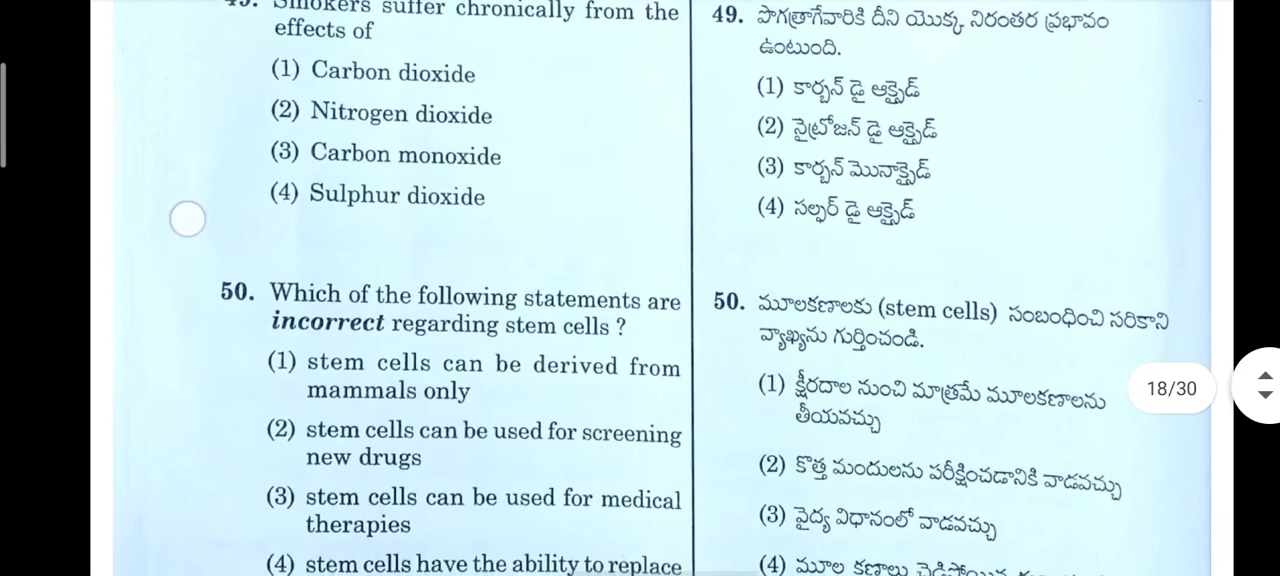 49. Smokers suffer chronically from the
effects of
(1) Carbon dioxide
(2) Nitrogen dioxide
(3) Carbon monoxide
(4) Sulphur dioxide
50. Which of the following statements are
incorrect regarding stem cells ?
(1) stem cells can be derived from
mammals only
(2) stem cells can be used for screening
new drugs
(3) stem cells can be used for medical
therapies
(4) stem cells have the ability to replace
49. పొగత్రాగేవారికి దీని యొక్క నిరంతర ప్రభావం
ఉంటుంది.
(1) కార్బన్ డై ఆక్సైడ్
(2) నైట్రోజన్ డై ఆక్సైడ్
(3) కార్బన్ మొనాక్సైడ్
(4) సల్ఫర్ డై ఆక్సైడ్
50. మూలకణాలకు (stem cells) సంబంధించి సరికాని
వ్యాఖ్యను గుర్తించండి.
(1) క్షీరదాల నుంచి మాత్రమే మూలకణాలను
తీయవచ్చు
(2) కొత్త మందులను పరీక్షించడానికి వాడవచ్చు
(3) వైద్య విధానంలో వాడవచ్చు
(4) మూల కణాలు
18/30